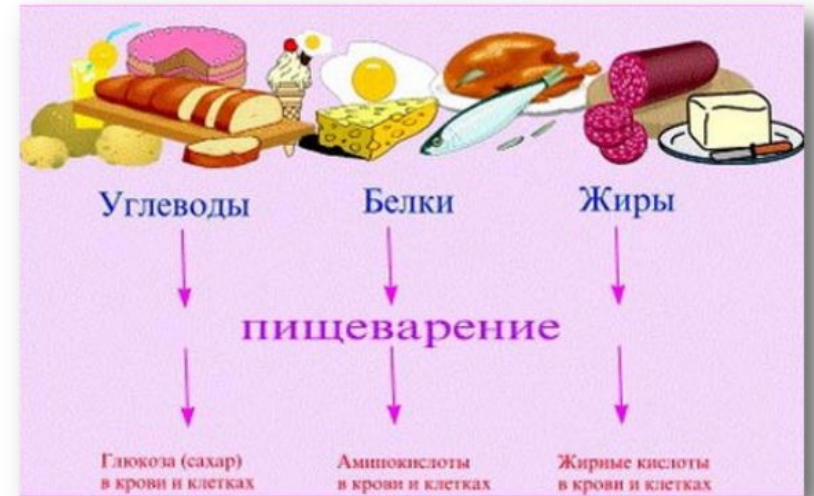 Углеводы Белки Жиры
пищеварение
Глюкоза (сахар) Аминокислоты Жирные кислоты
в крови и клетках в крови и клетках в крови и клетках